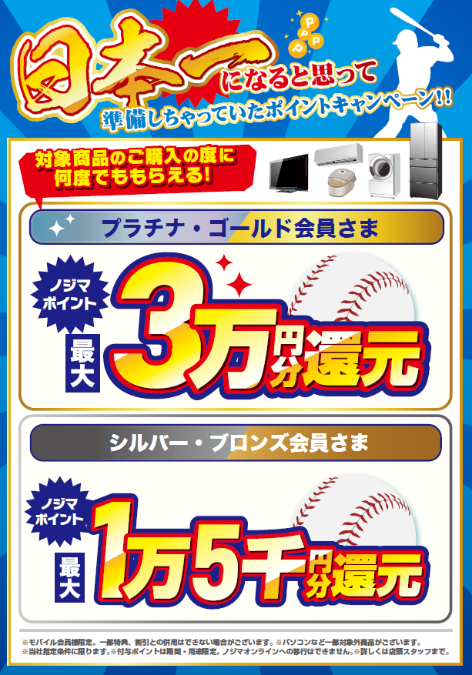 日本一
になると思って
準備しちゃっていたポイントキャンペーン!!
P
P
P
P
対象商品のご購入の度に
何度でももらえる!
プラチナ・ゴールド会員さま
ノジマ
ポイント
最大
3万円分還元
シルバー・ブロンズ会員さま
ノジマ
ポイント
最大
1万5千円分還元
※モバイル会員様限定。一部特典、割引との併用はできない場合がございます。※パソコンなど一部対象外商品がございます。
※当社指定条件に限ります。※付与ポイントは期間・用途限定。ノジマオンラインへの移行はできません。※詳しくは店頭スタッフまで。